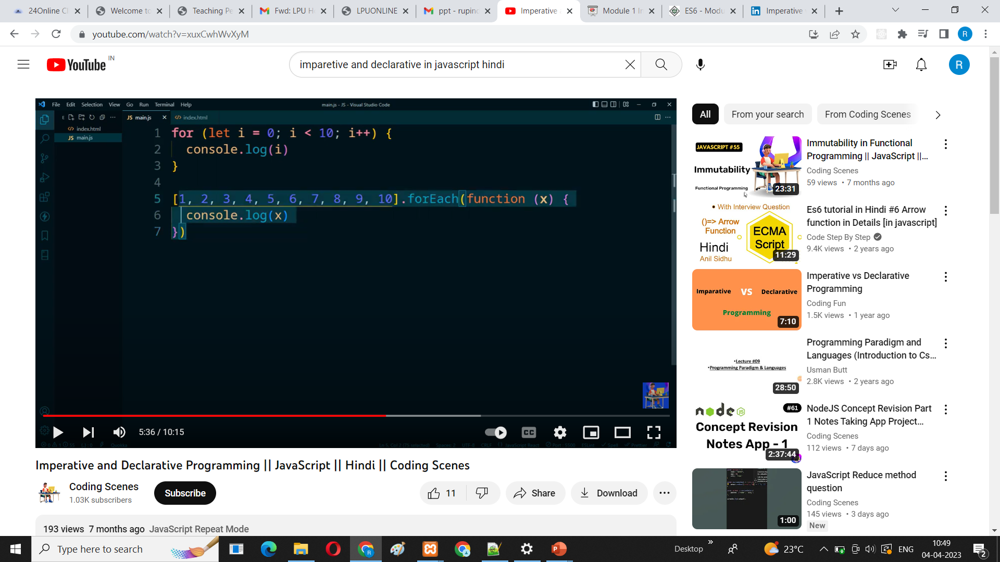 24Online Cl
Welcome to
Teaching Pe
Fwd: LPU H
LPUONLINE
ppt - rupind
Imperative a
Module 1 In
ES6 - Modu
Imperative
youtube.com/watch?v=xuxCwhWvXyM
R
YouTube IN
imparetive and declarative in javascript hindi
R
File Edit Selection View Go Run Terminal Help
main.js - JS - Visual Studio Code
index.html
main.js
JS main.js
index.html
1 for (let i = 0; i < 10; i++) {
2 console.log(i)
3 }
4
5 [1, 2, 3, 4, 5, 6, 7, 8, 9, 10].forEach(function (x) {
6 console.log(x)
7 })
5:36 / 10:15
CC
Imperative and Declarative Programming || JavaScript || Hindi || Coding Scenes
Coding Scenes
1.03K subscribers
Subscribe
11
Share
Download
193 views 7 months ago JavaScript Repeat Mode
All
From your search
From Coding Scenes
JAVASCRIPT #55
Immutability
Functional Programming
23:31
Immutability in Functional
Programming || JavaScript ||...
Coding Scenes
59 views • 7 months ago
• With Interview Question
()=> Arrow
Function
Hindi
Anil Sidhu
ECMA
Script
11:29
Es6 tutorial in Hindi #6 Arrow
function in Details [in javascript]
Code Step By Step
9.4K views • 2 years ago
Imparative VS Declarative
Programming
7:10
Imperative vs Declarative
Programming
Coding Fun
1.5K views • 1 year ago
•Lecture #09
•Programming Paradigm & Languages
28:50
Programming Paradigm and
Languages (Introduction to Cs...
Usman Butt
2.8K views • 2 years ago
node JS
#61
Concept Revision
Notes App - 1
2:37:44
NodeJS Concept Revision Part
1 Notes Taking App Project...
Coding Scenes
112 views • 7 days ago
1:00
JavaScript Reduce method
question
Coding Scenes
145 views • 3 days ago
New
Type here to search
Desktop
23°C
ENG
10:49
04-04-2023
2